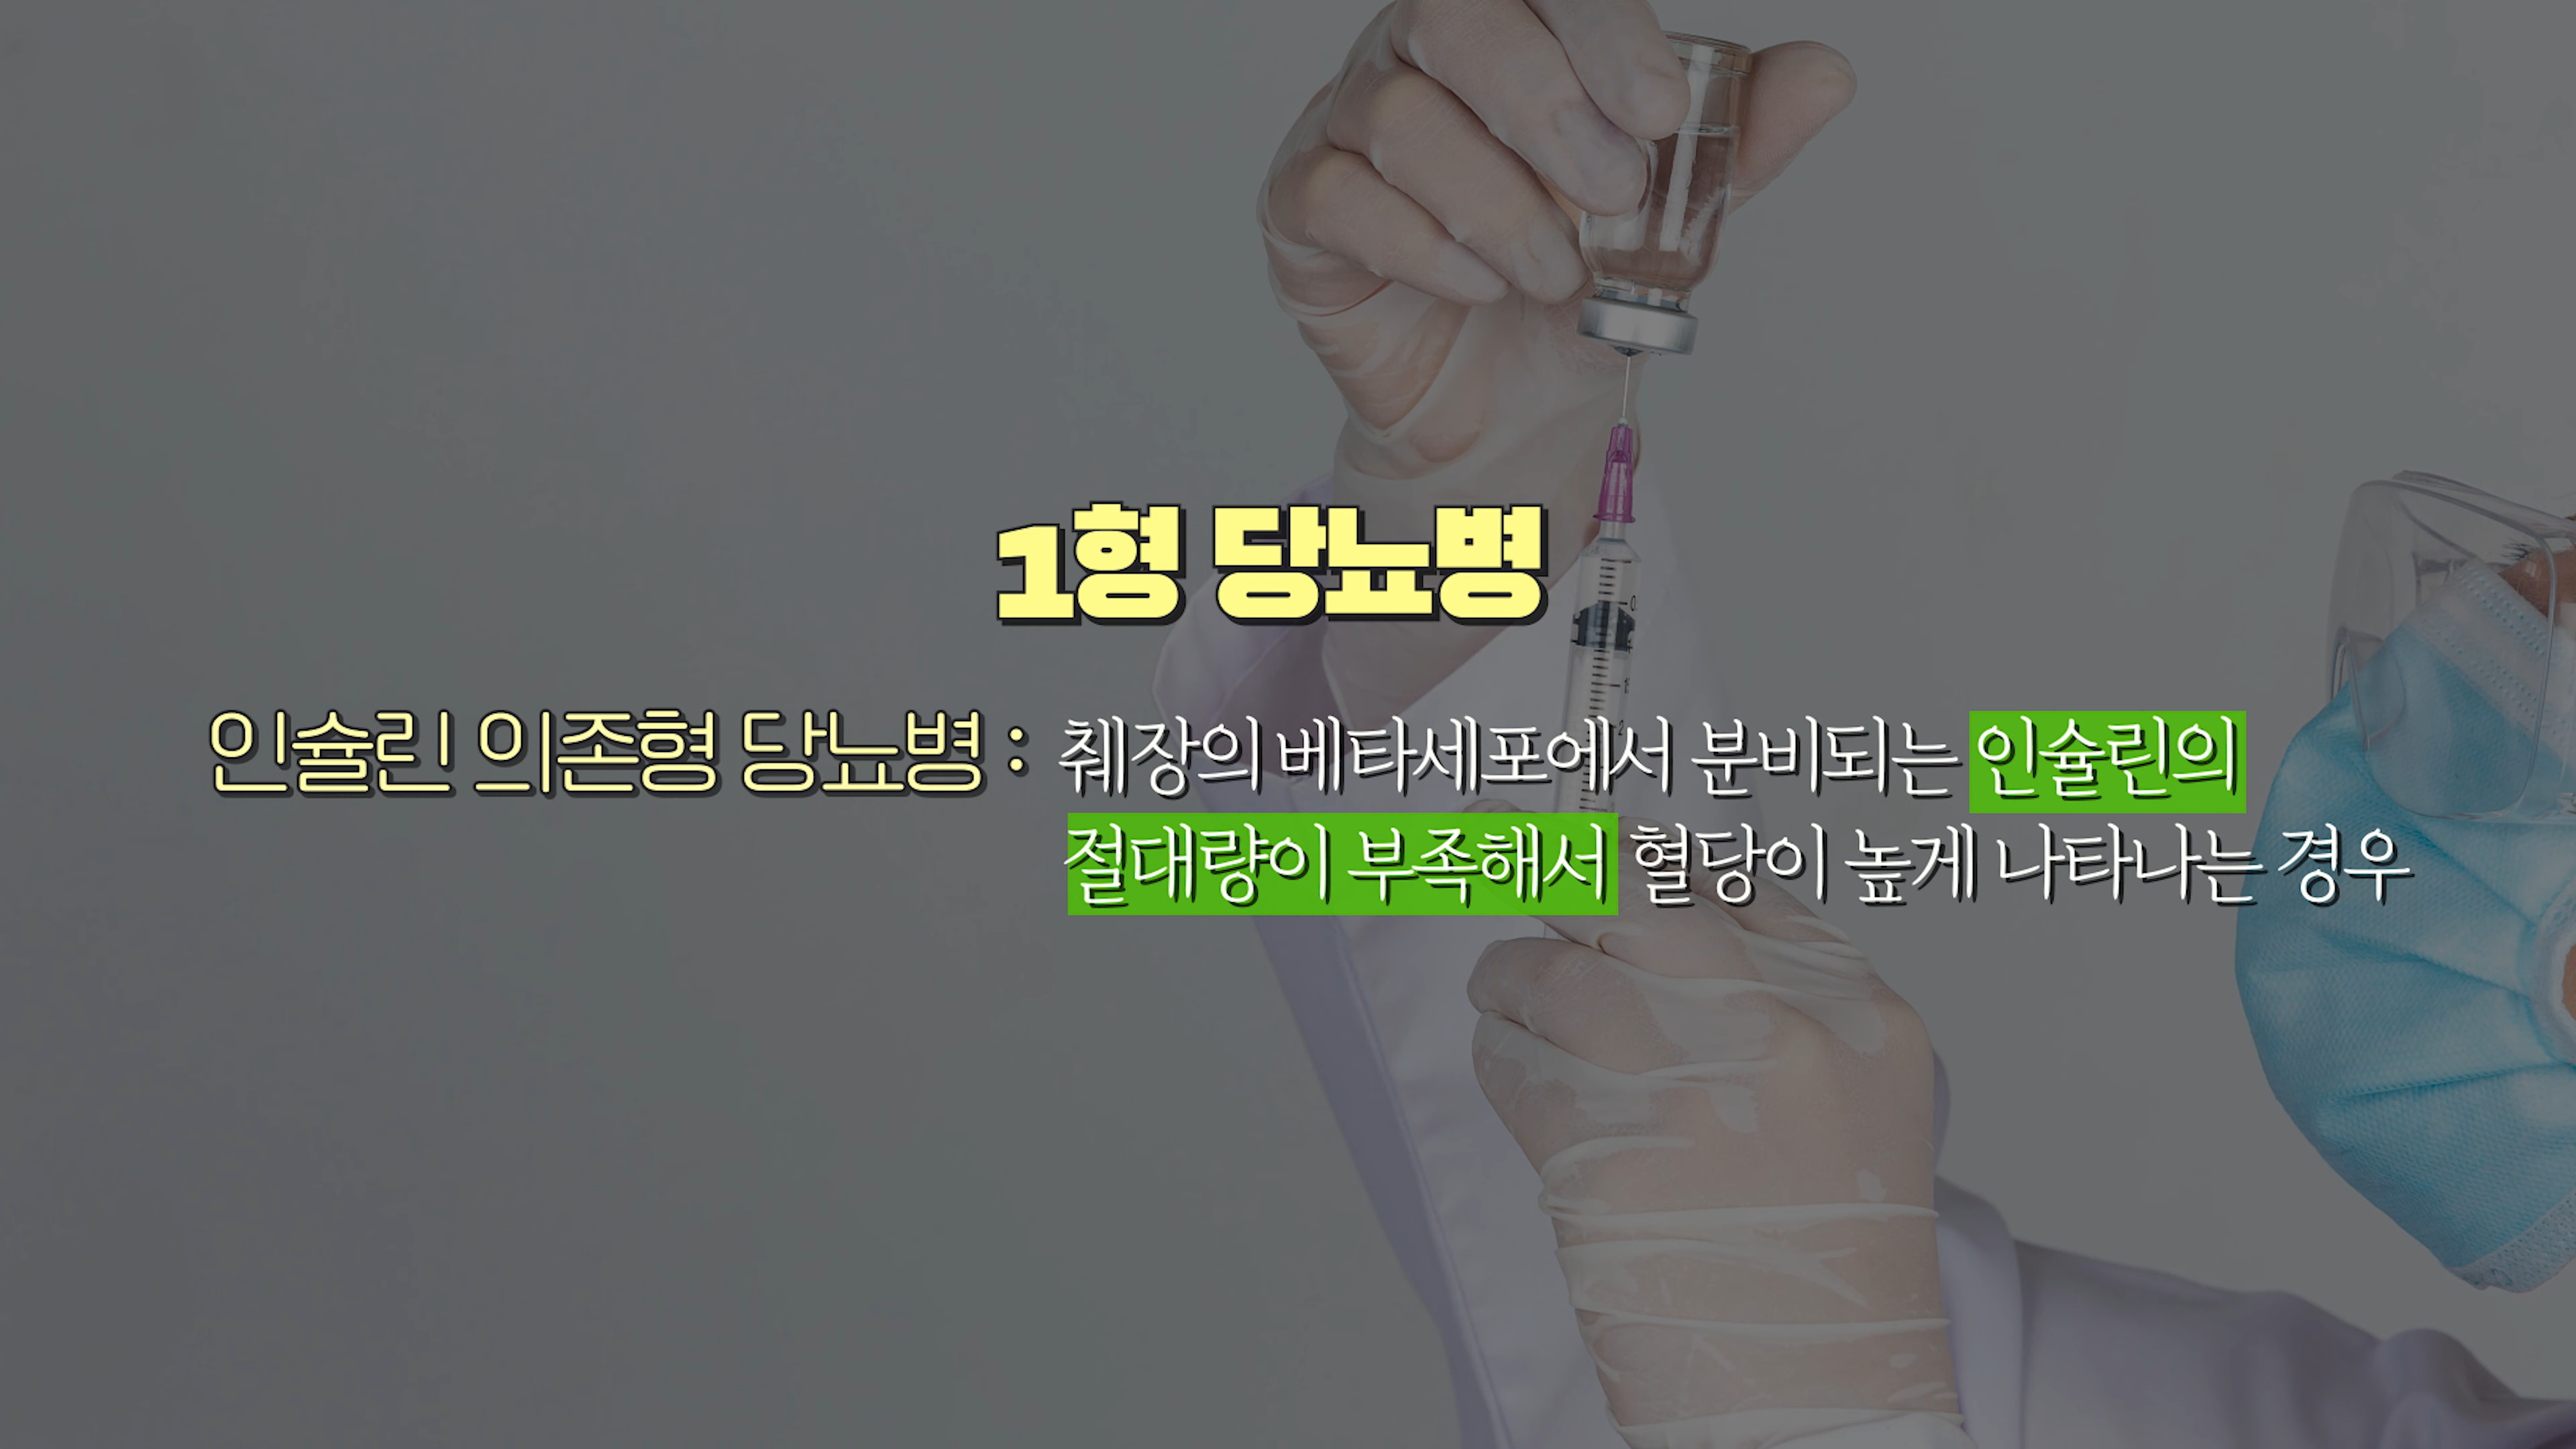 1형 당뇨병
인슐린 의존형 당뇨병 : 췌장의 베타세포에서 분비되는 인슐린의
절대량이 부족해서 혈당이 높게 나타나는 경우